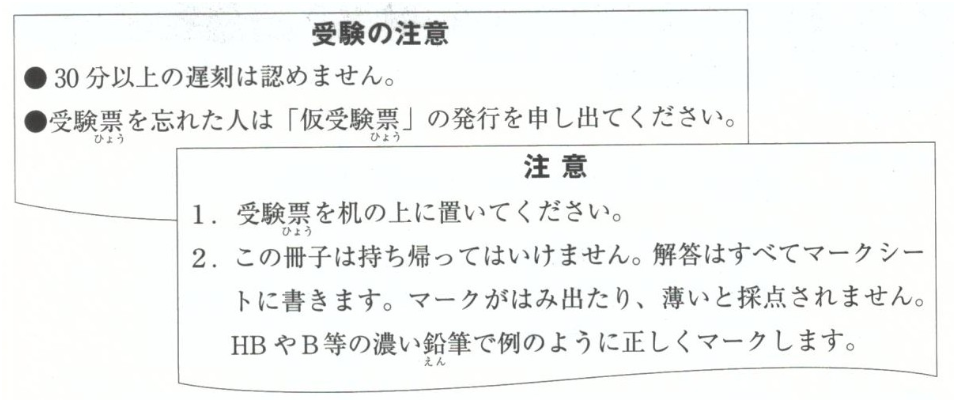 受験の注意
●30分以上の遅刻は認めません。
●受験票を忘れた人は「仮受験票」の発行を申し出てください。
ひょう ひょう
注意
1. 受験票を机の上に置いてください。
ひょう
2. この冊子は持ち帰ってはいけません。解答はすべてマークシー
トに書きます。マークがはみ出たり、薄いと採点されません。
HBやB等の濃い鉛筆で例のように正しくマークします。
えん